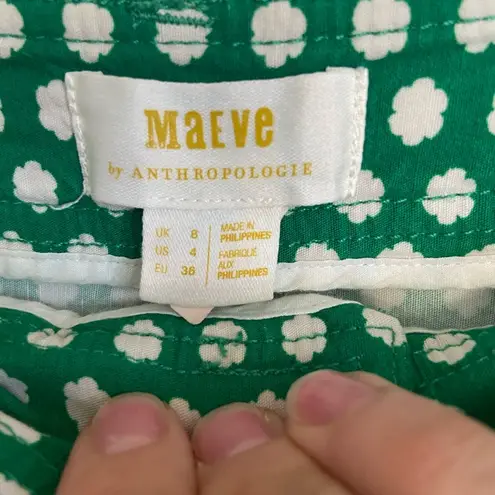 Maeve
by ANTHROPOLOGIE
UK 8
US 4
EU 36
MADE IN
PHILIPPINES
FABRIQUÉ
AUX
PHILIPPINES